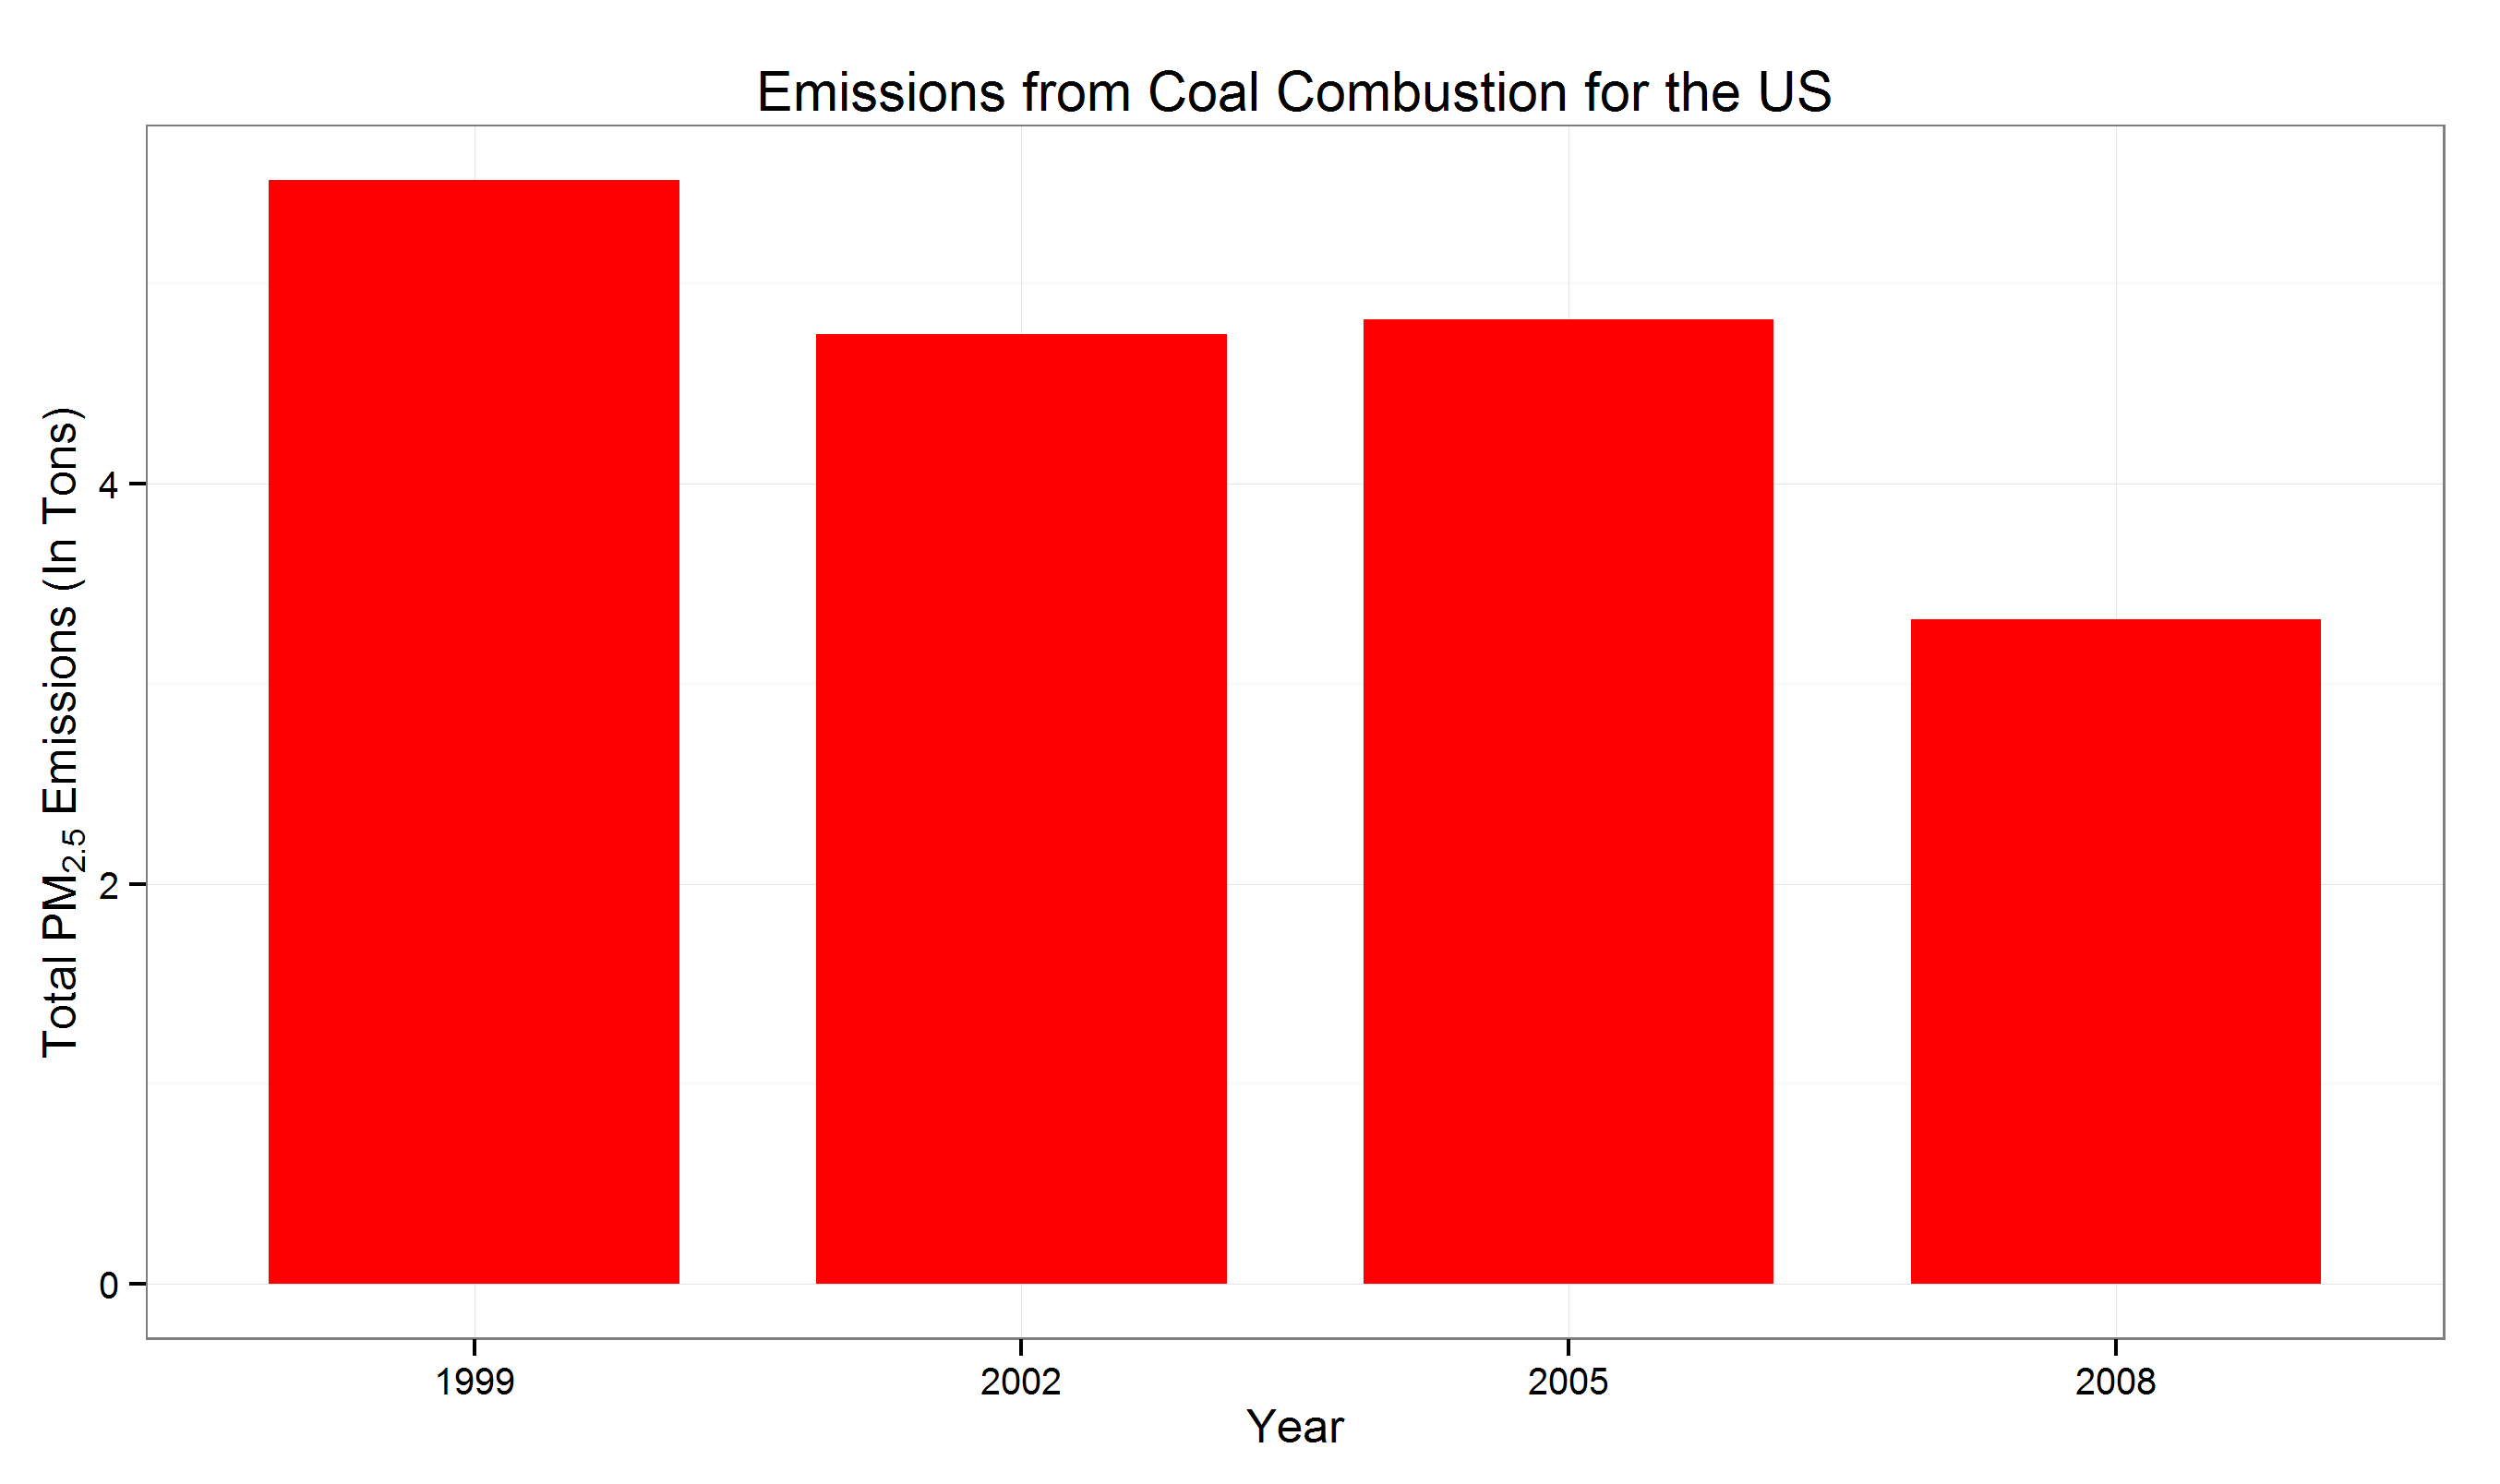 Emissions from Coal Combustion for the US
Total PM2.5 Emissions (In Tons)
4
2
0
1999 2002 2005 2008
Year